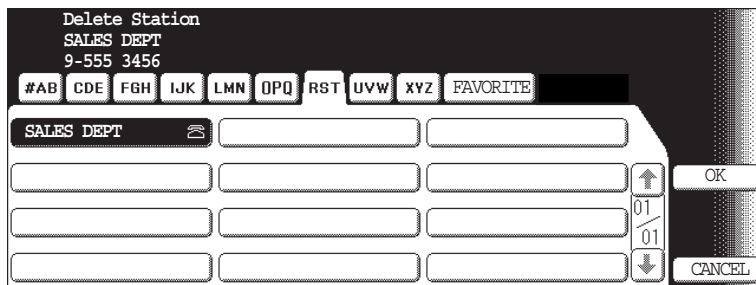 Delete Station
SALES DEPT
9-555 3456
#AB CDE FGH IJK LMN OPQ RST UVW XYZ FAVORITE
SALES DEPT
OK
01
01
CANCEL